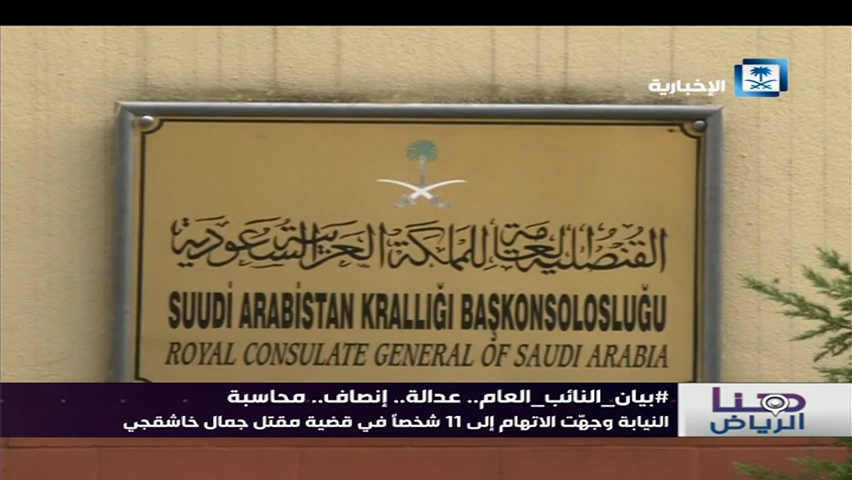 الإخبارية
القنصلية العامة للمملكة العربية السعودية
SUUDİ ARABİSTAN KRALLIĞI BAŞKONSOLOSLUĞU
ROYAL CONSULATE GENERAL OF SAUDI ARABIA
#بيان_النائب_العام.. عدالة.. إنصاف.. محاسبة
النيابة وجهّت الاتهام إلى 11 شخصاً في قضية مقتل جمال خاشقجي
هنا
الرياض